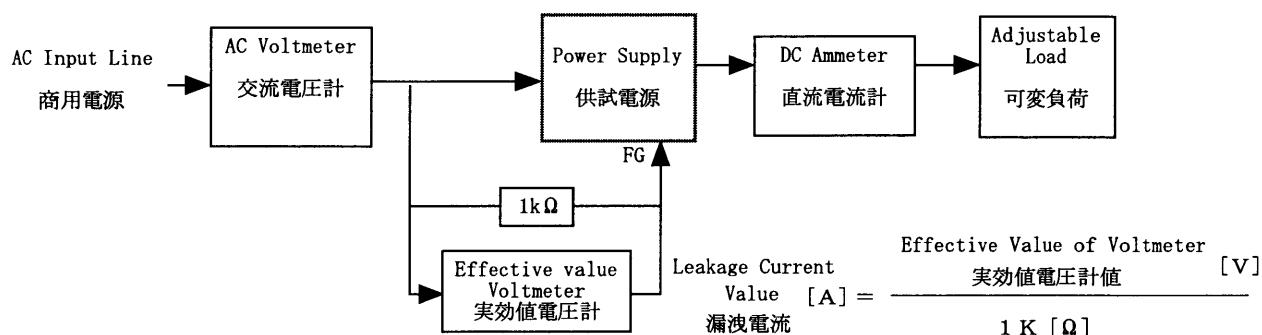 AC Input Line
商用電源
AC Voltmeter
交流電圧計
Power Supply
供試電源
FG
DC Ammeter
直流電流計
Adjustable
Load
可変負荷
1kΩ
Effective value
Voltmeter
実効値電圧計
Leakage Current
Value [A] =
漏洩電流
Effective Value of Voltmeter
実効値電圧計値 [V]
1 K [Ω]